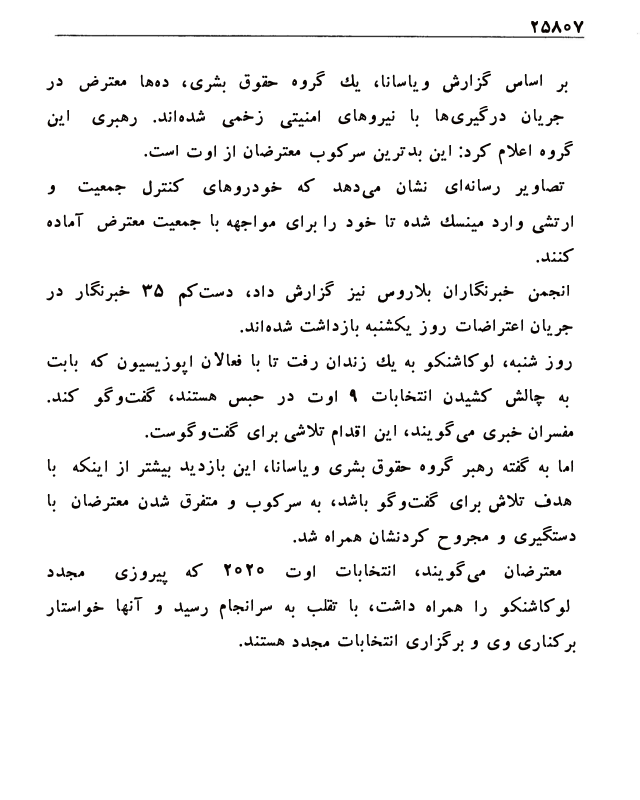 ۲۵۸۰۷
بر اساس گزارش ویاسانا، یك گروه حقوق بشری، ده‌ها معترض در
جریان درگیری‌ها با نیروهای امنیتی زخمی شده‌اند. رهبری این
گروه اعلام کرد: این بدترین سرکوب معترضان از اوت است.
تصاویر رسانه‌ای نشان می‌دهد که خودروهای کنترل جمعیت و
ارتشی وارد مینسك شده تا خود را برای مواجهه با جمعیت معترض آماده
کنند.
انجمن خبرنگاران بلاروس نیز گزارش داد، دست‌کم ۳۵ خبرنگار در
جریان اعتراضات روز یکشنبه بازداشت شده‌اند.
روز شنبه، لوکاشنکو به یك زندان رفت تا با فعالان اپوزیسیون که بابت
به چالش کشیدن انتخابات ۹ اوت در حبس هستند، گفت‌وگو کند.
مفسران خبری می‌گویند، این اقدام تلاشی برای گفت‌وگوست.
اما به گفته رهبر گروه حقوق بشری ویاسانا، این بازدید بیشتر از اینکه با
هدف تلاش برای گفت‌وگو باشد، به سرکوب و متفرق شدن معترضان با
دستگیری و مجروح کردنشان همراه شد.
معترضان می‌گویند، انتخابات اوت ۲۰۲۰ که پیروزی مجدد
لوکاشنکو را همراه داشت، با تقلب به سرانجام رسید و آنها خواستار
برکناری وی و برگزاری انتخابات مجدد هستند.